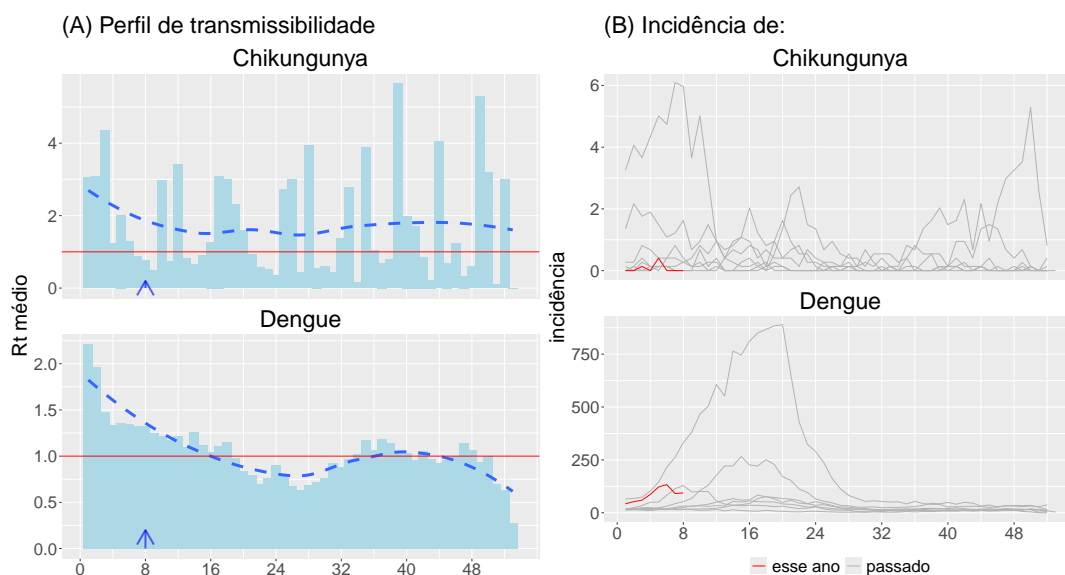 (A) Perfil de transmissibilidade
Chikungunya
4
2
0
Dengue
2.0
1.5
1.0
0.5
0.0
0 8 16 24 32 40 48
Rt médio
(B) Incidência de:
Chikungunya
6
4
2
0
Dengue
750
500
250
0
0 8 16 24 32 40 48
incidência
esse ano passado